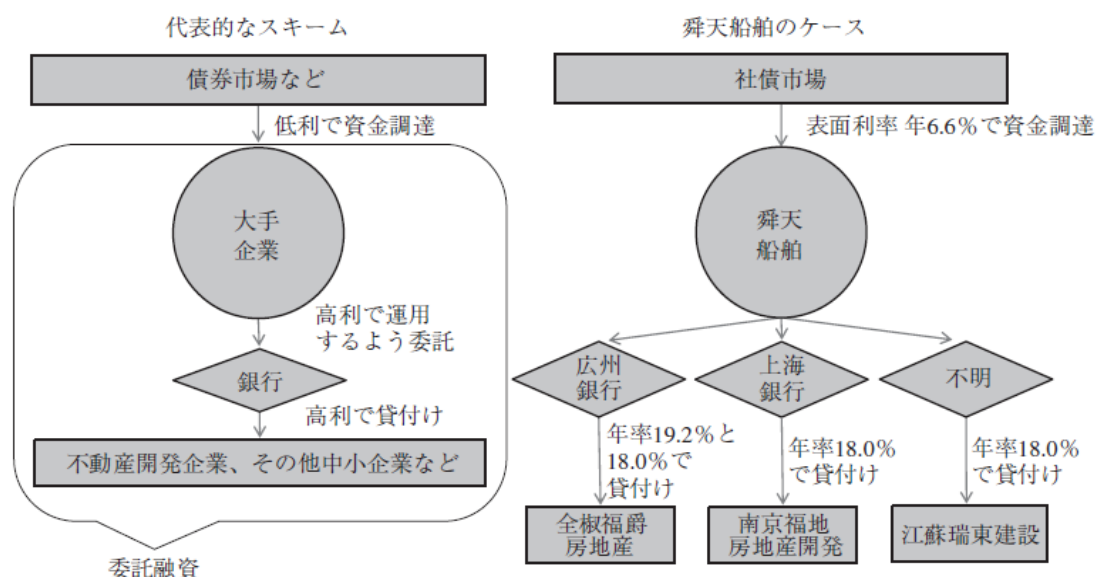 代表的なスキーム
債券市場など
低利で資金調達
大手
企業
高利で運用
するよう委託
銀行
高利で貸付け
不動産開発企業、その他中小企業など
委託融資
舜天船舶のケース
社債市場
表面利率 年6.6%で資金調達
舜天
船舶
広州
銀行
上海
銀行
不明
年率19.2%と
18.0%で
貸付け
年率18.0%
で貸付け
年率18.0%
で貸付け
全椒福爵
房地産
南京福地
房地産開発
江蘇瑞東建設